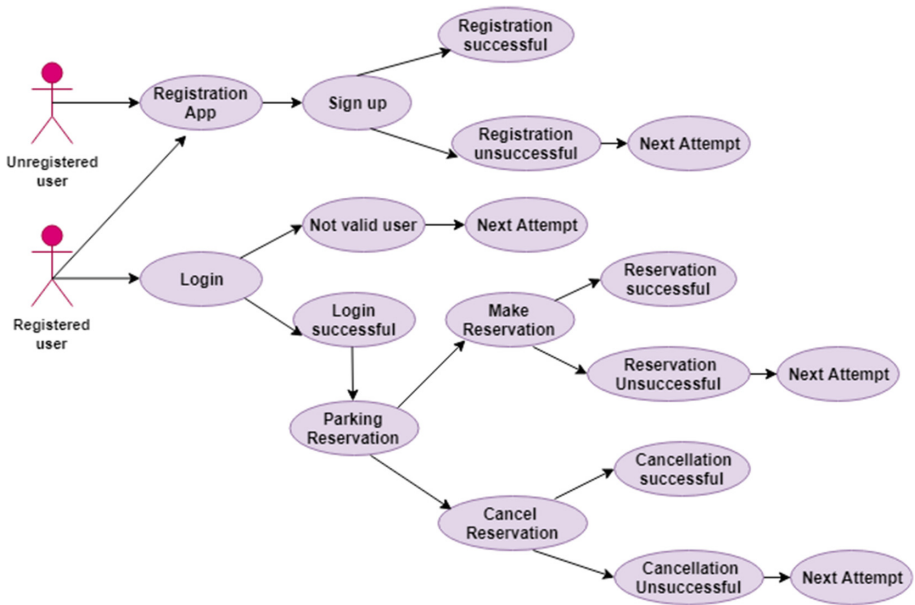 Registration
successful
Registration
App
Sign up
Registration
unsuccessful
Next Attempt
Unregistered
user
Not valid user
Next Attempt
Login
Registered
user
Login
successful
Make
Reservation
Reservation
successful
Reservation
Unsuccessful
Next Attempt
Parking
Reservation
Cancellation
successful
Cancel
Reservation
Cancellation
Unsuccessful
Next Attempt